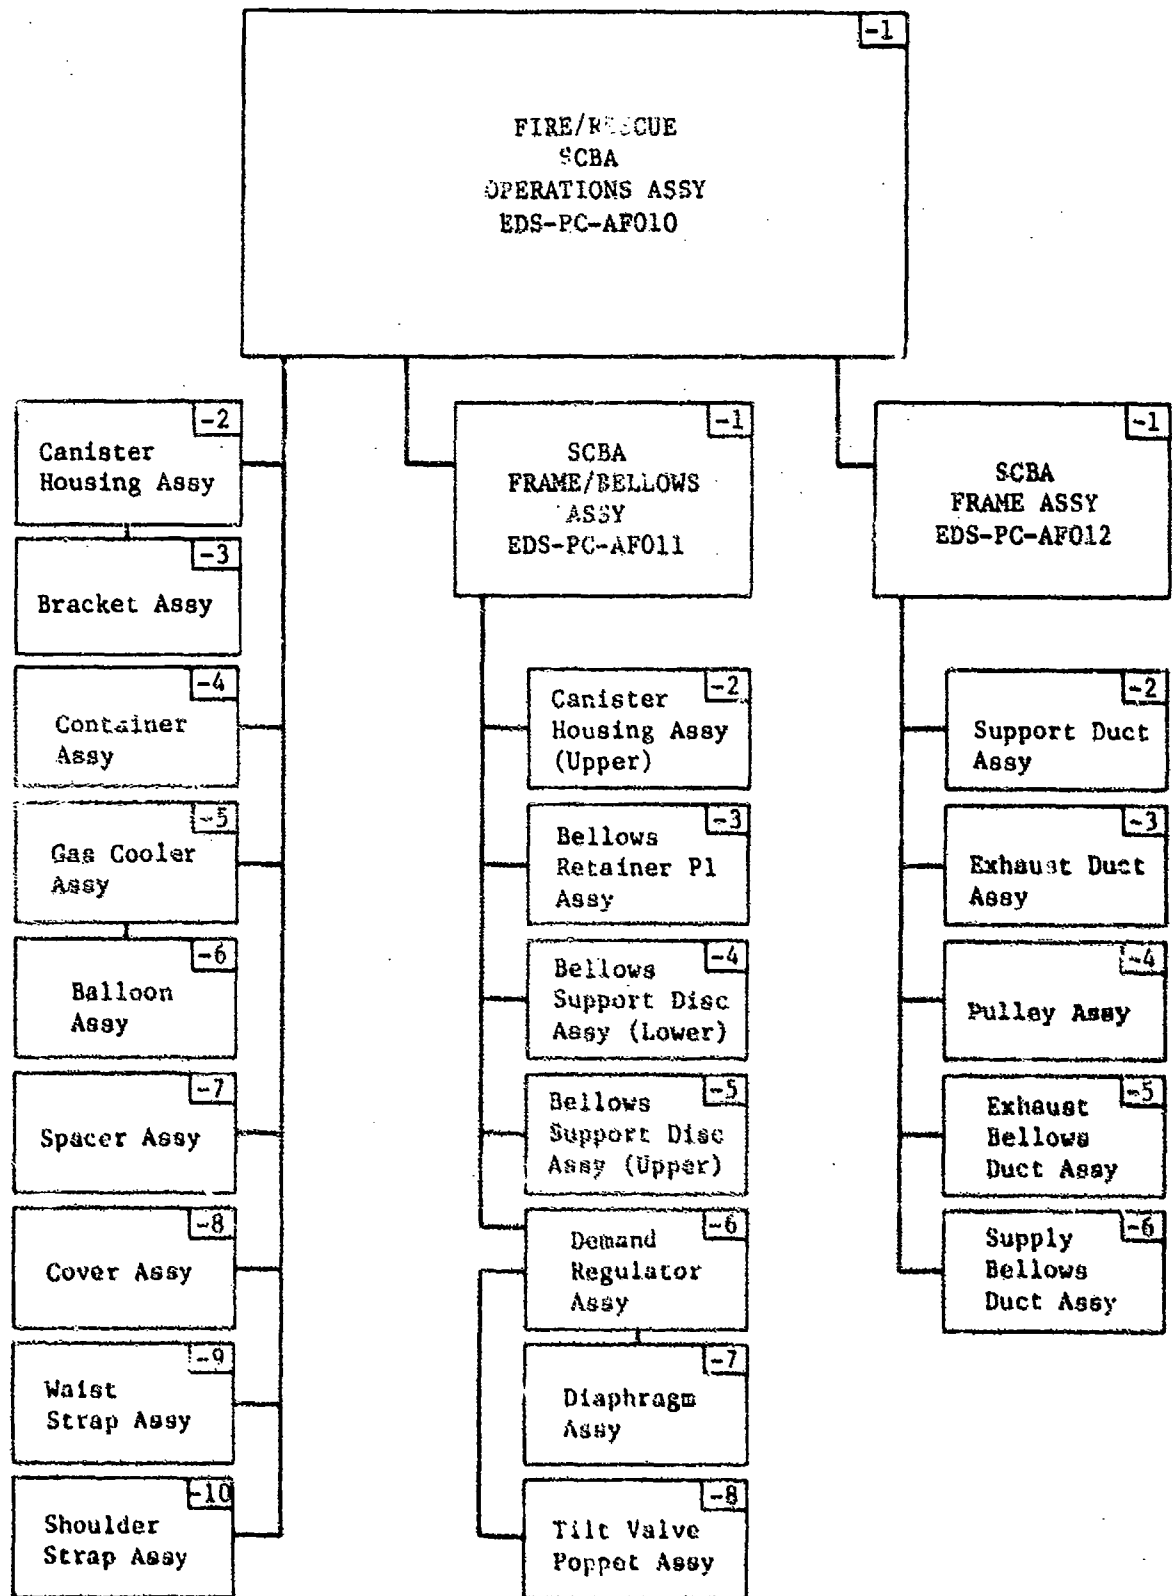 -1
FIRE/RESCUE
SCBA
OPERATIONS ASSY
EDS-PC-AF010
-2
Canister
Housing Assy
-3
Bracket Assy
-4
Container
Assy
-5
Gas Cooler
Assy
-6
Balloon
Assy
-7
Spacer Assy
-8
Cover Assy
-9
Waist
Strap Assy
-10
Shoulder
Strap Assy
-1
SCBA
FRAME/BELLOWS
ASSY
EDS-PC-AF011
-2
Canister
Housing Assy
(Upper)
-3
Bellows
Retainer Pl
Assy
-4
Bellows
Support Disc
Assy (Lower)
-5
Bellows
Support Disc
Assy (Upper)
-6
Demand
Regulator
Assy
-7
Diaphragm
Assy
-8
Tilt Valve
Poppet Assy
-1
SCBA
FRAME ASSY
EDS-PC-AF012
-2
Support Duct
Assy
-3
Exhaust Duct
Assy
-4
Pulley Assy
-5
Exhaust
Bellows
Duct Assy
-6
Supply
Bellows
Duct Assy